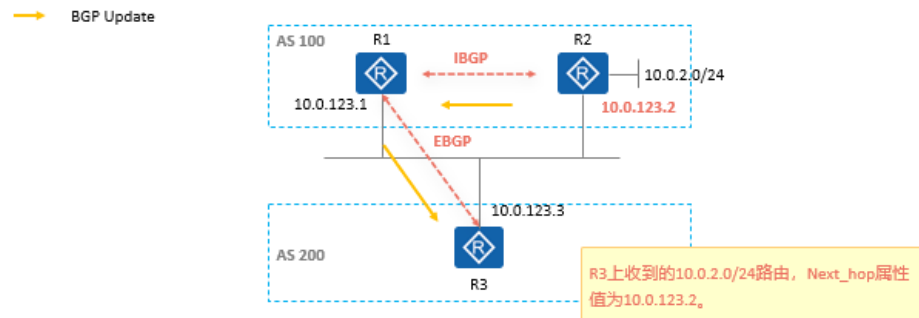 BGP Update
AS 100
R1
R2
IBGP
10.0.2.0/24
10.0.123.1
10.0.123.2
EBGP
10.0.123.3
AS 200
R3
R3上收到的10.0.2.0/24路由，Next_hop属性
值为10.0.123.2。
R
R
R